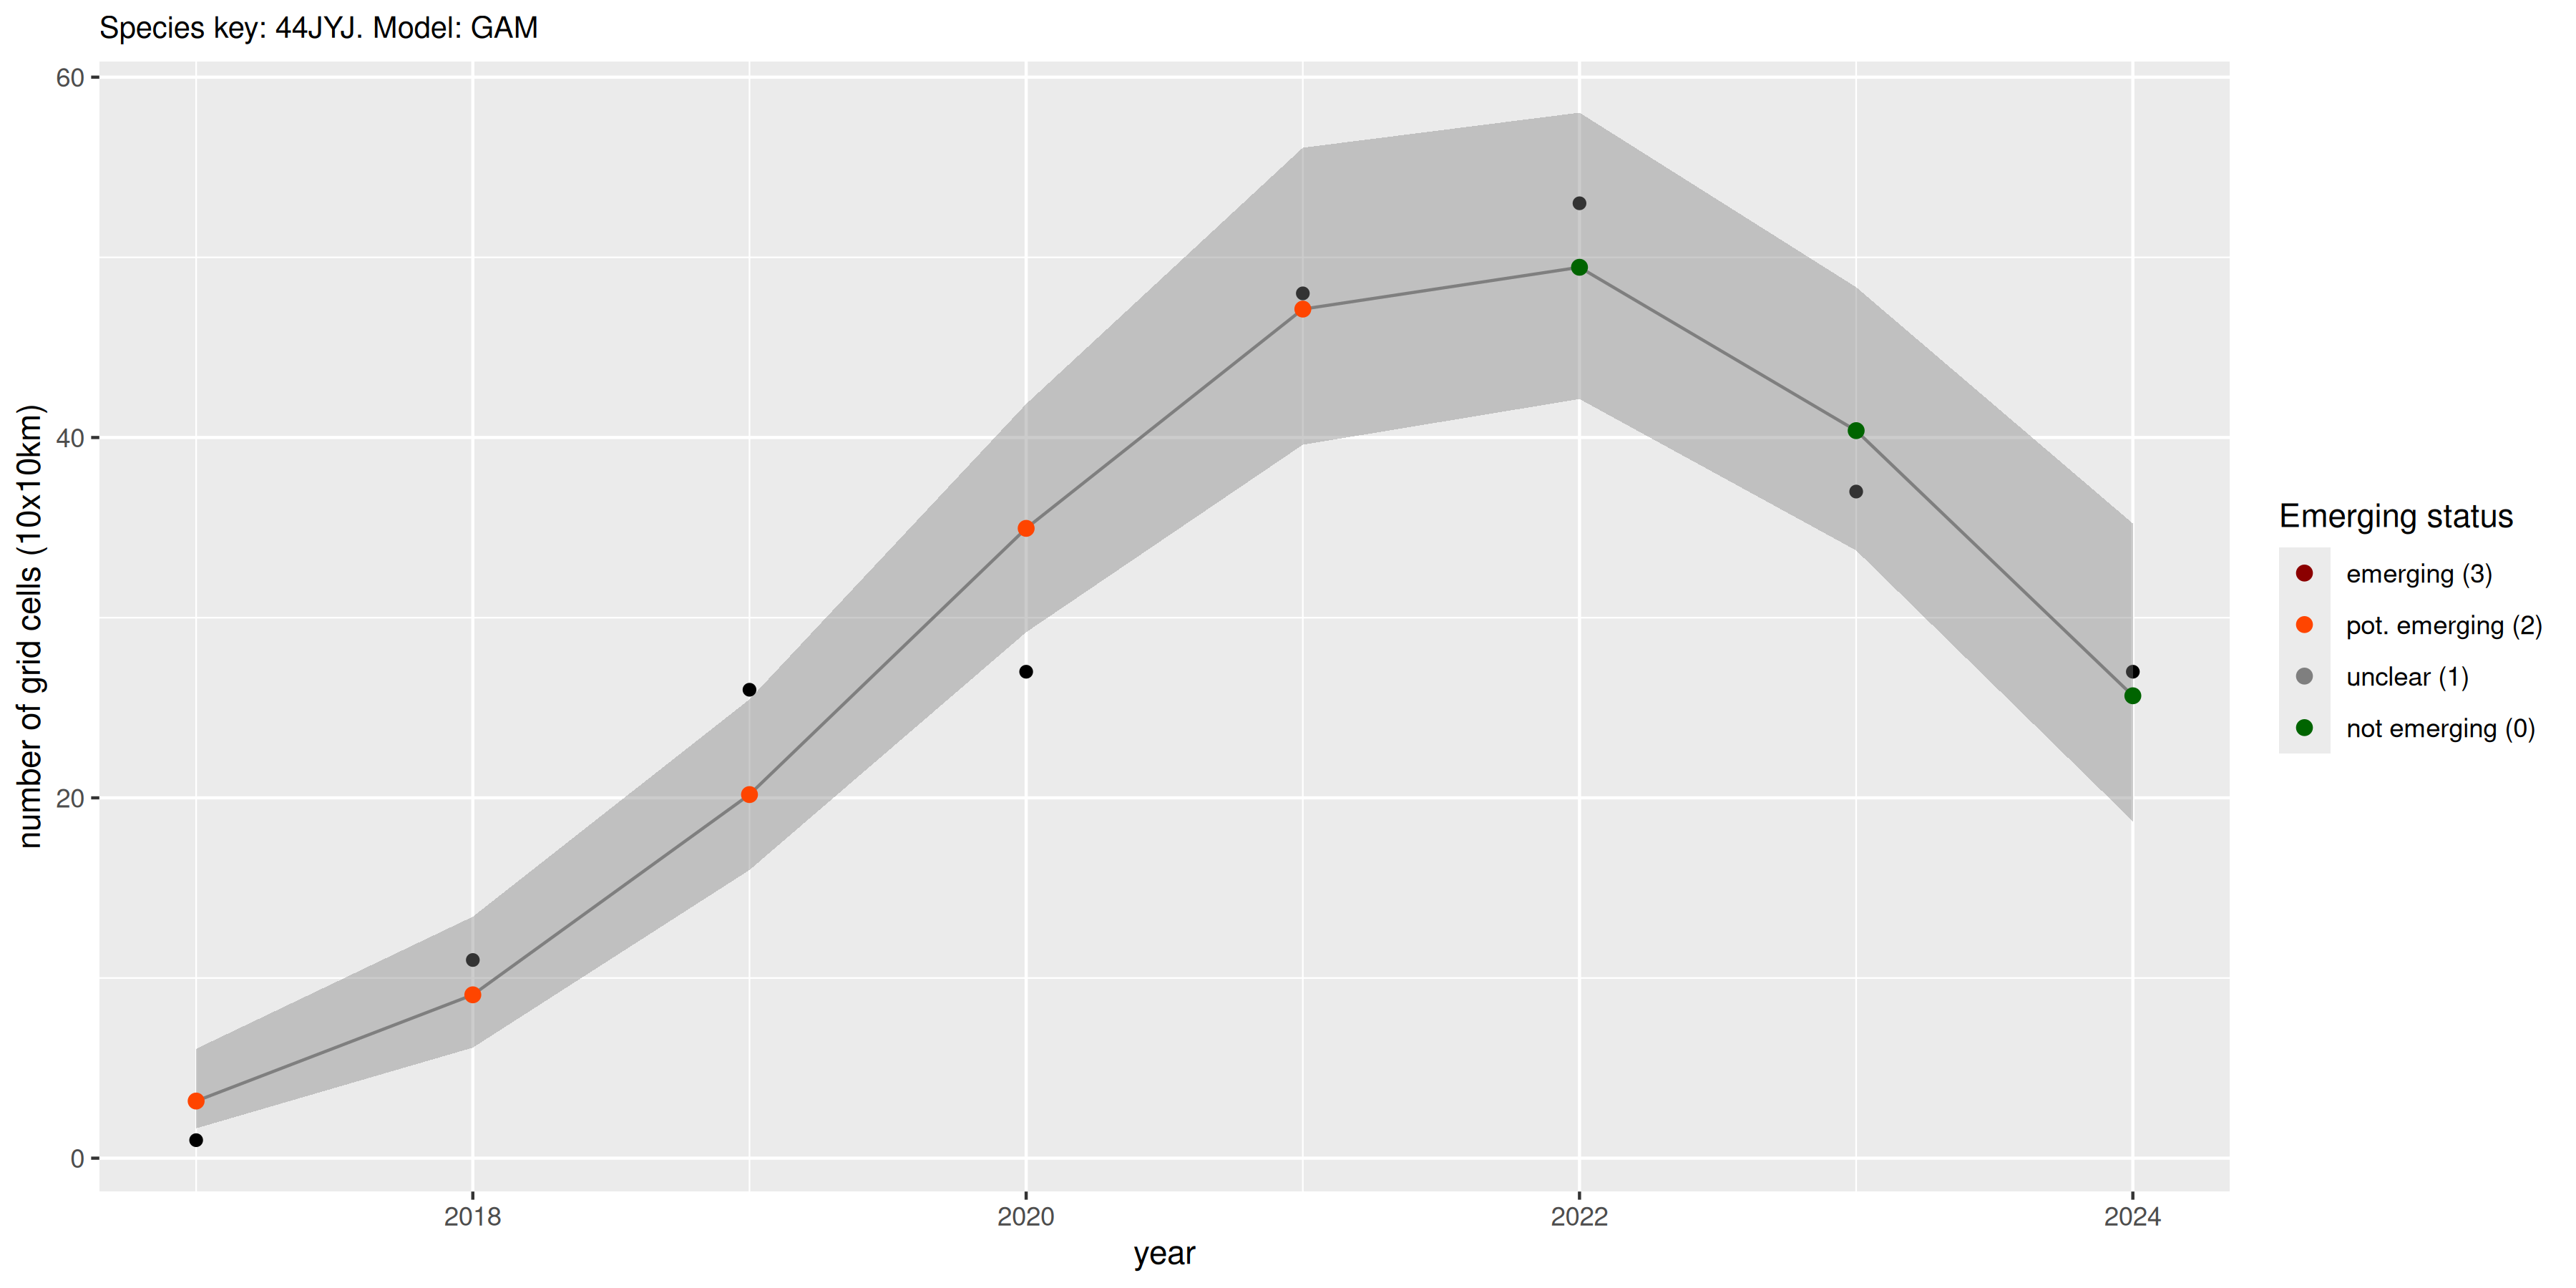 Species key: 44JYJ. Model: GAM
60
40
20
0
number of grid cells (10x10km)
2018
2020
2022
2024
year
Emerging status
emerging (3)
pot. emerging (2)
unclear (1)
not emerging (0)